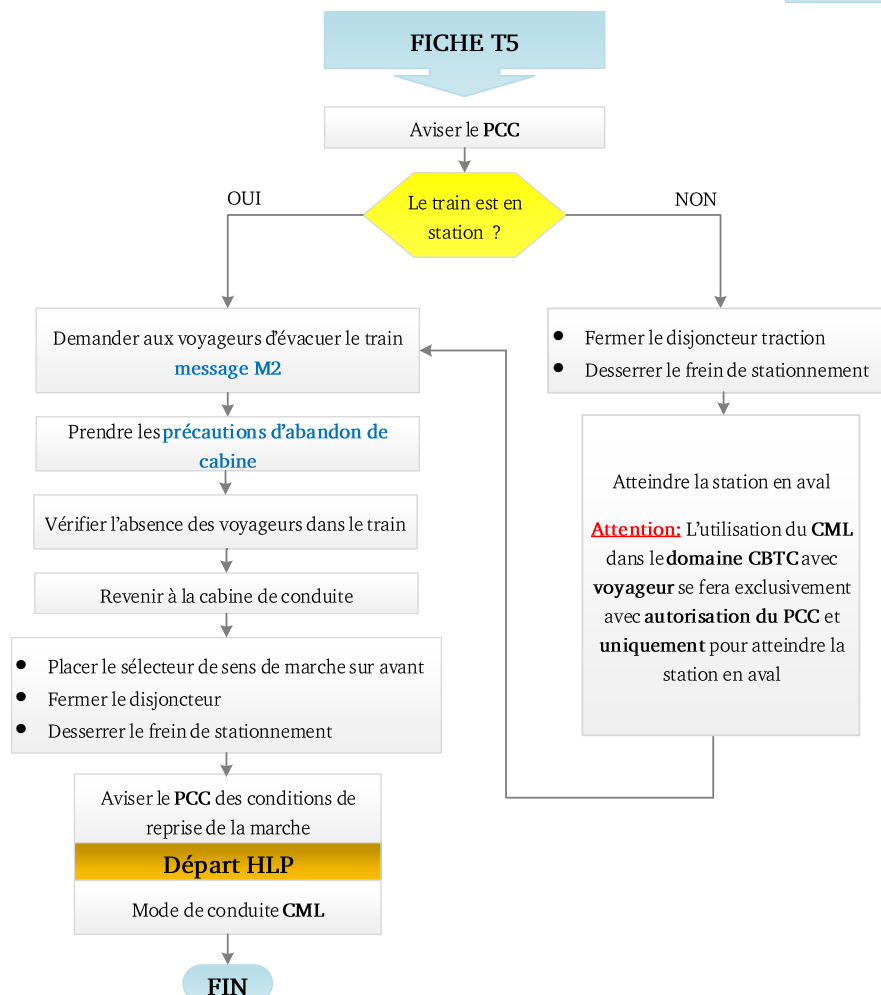 FICHE T5
Aviser le PCC
Le train est en
station ?
OUI
NON
Demander aux voyageurs d'évacuer le train
message M2
Prendre les précautions d'abandon de
cabine
Vérifier l'absence des voyageurs dans le train
Revenir à la cabine de conduite
• Placer le sélecteur de sens de marche sur avant
• Fermer le disjoncteur
• Desserrer le frein de stationnement
Aviser le PCC des conditions de
reprise de la marche
Départ HLP
Mode de conduite CML
FIN
• Fermer le disjoncteur traction
• Desserrer le frein de stationnement
Atteindre la station en aval
Attention: L'utilisation du CML
dans le domaine CBTC avec
voyageur se fera exclusivement
avec autorisation du PCC et
uniquement pour atteindre la
station en aval